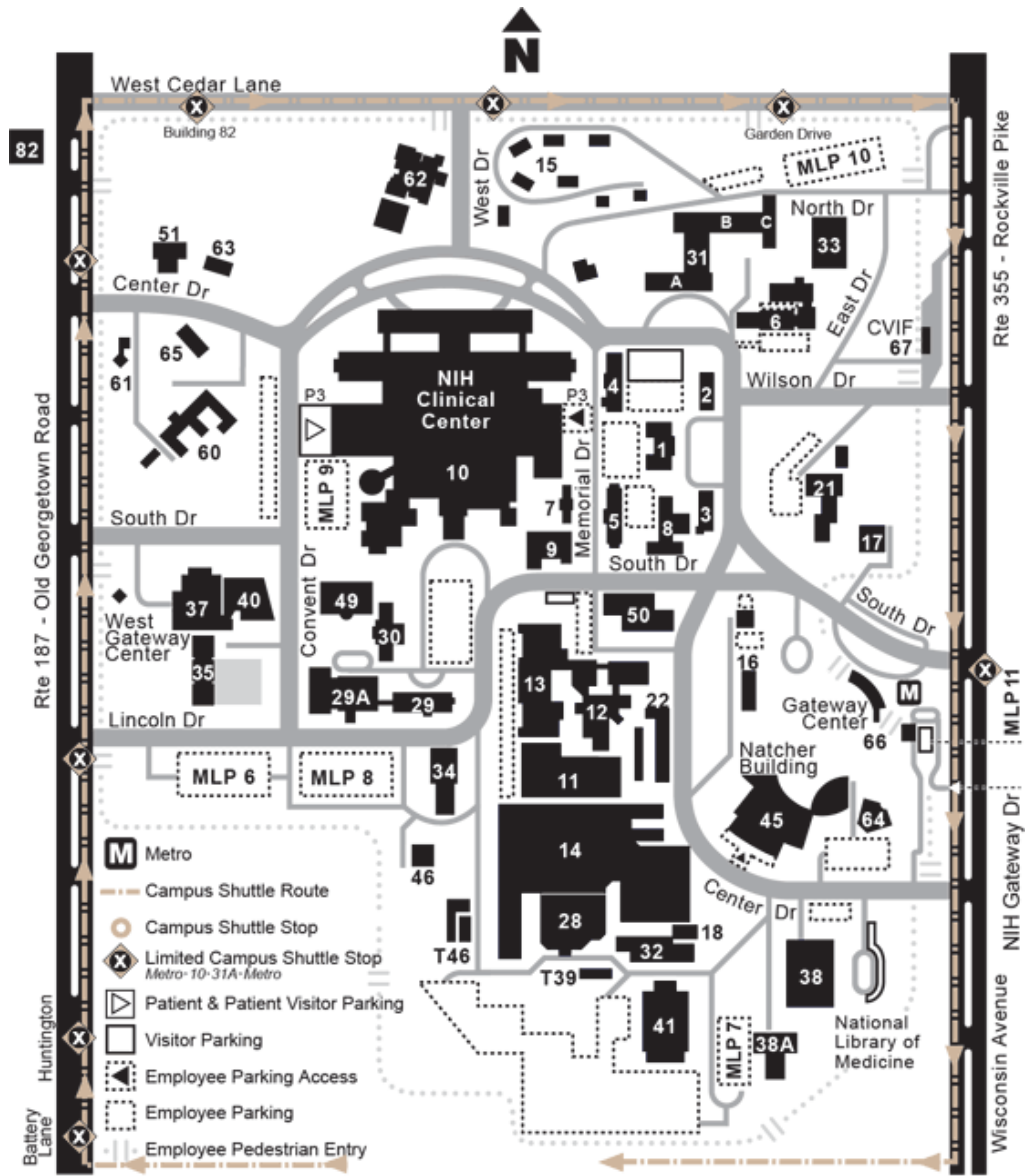 N
West Cedar Lane
Building 82
Garden Drive
82
Rte 355 - Rockville Pike
MLP 10
15
62
West Dr
North Dr
B
C
31
A
33
51
63
Center Dr
East Dr
6
CVIF
67
65
61
60
Wilson Dr
P3
NIH
Clinical
Center
10
P3
4
2
1
MLP 9
Memorial Dr
7
5
8
3
9
21
17
South Dr
South Dr
South Dr
Rte 187 - Old Georgetown Road
37
40
49
Convent Dr
30
50
West
Gateway
Center
35
29A
29
13
12
22
16
Gateway
Center
66
M
MLP11
Lincoln Dr
MLP 6
MLP 8
34
11
Natcher
Building
45
64
NIH Gateway Dr
46
14
28
Center Dr
T46
18
32
T39
41
38
MLP 7
38A
National
Library of
Medicine
Wisconsin Avenue
M Metro
Campus Shuttle Route
Campus Shuttle Stop
X Limited Campus Shuttle Stop
Metro-10-31A-Metro
Patient & Patient Visitor Parking
Visitor Parking
Employee Parking Access
Employee Parking
Employee Pedestrian Entry
Huntington
Battery
Lane
X
X
X
X
X
X
X
X
X